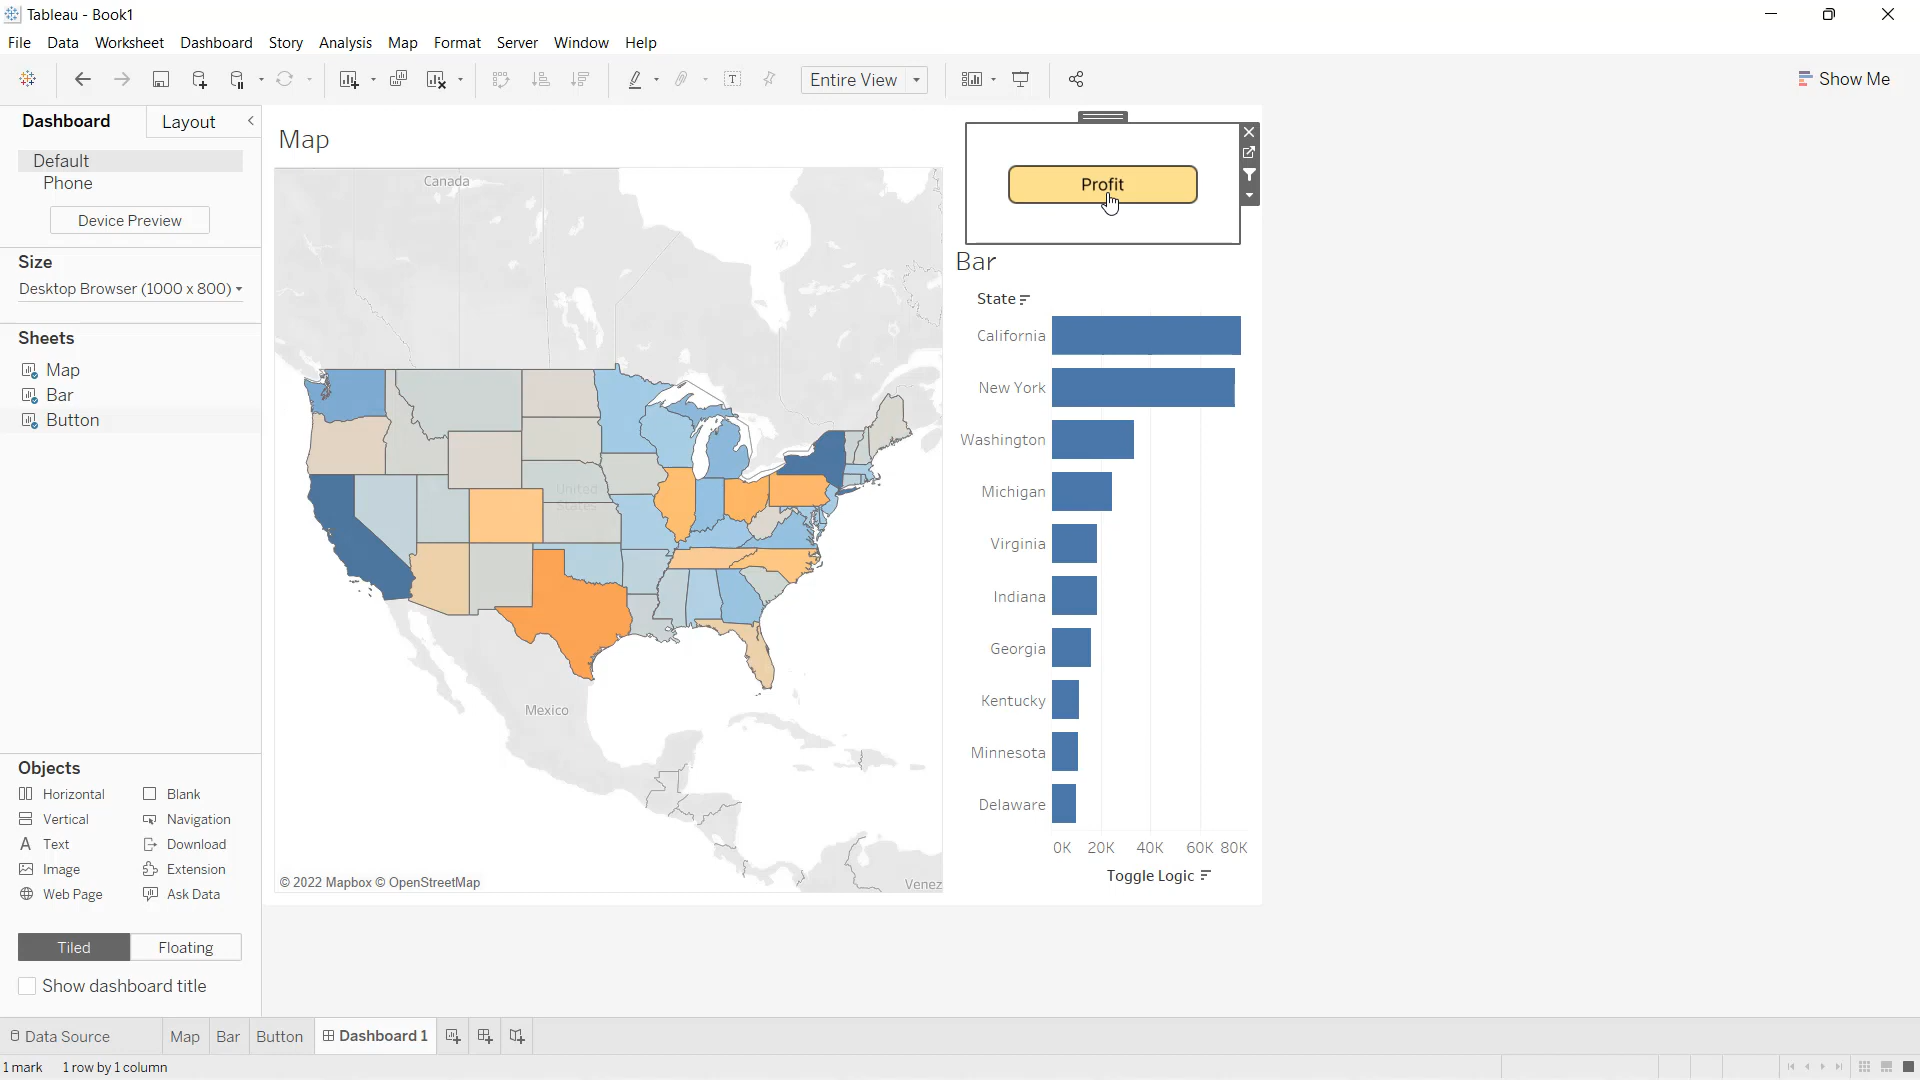 Tableau - Book1
File Data Worksheet Dashboard Story Analysis Map Format Server Window Help
Entire View
Show Me
Dashboard
Layout
Default
Phone
Device Preview
Size
Desktop Browser (1000 x 800)
Sheets
Map
Bar
Button
Objects
Horizontal
Blank
Vertical
Navigation
Text
Download
Image
Extension
Web Page
Ask Data
Tiled
Floating
Show dashboard title
Map
Canada
United
States
Mexico
Venez
© 2022 Mapbox © OpenStreetMap
Profit
Bar
State
California
New York
Washington
Michigan
Virginia
Indiana
Georgia
Kentucky
Minnesota
Delaware
0K 20K 40K 60K 80K
Toggle Logic
Data Source
Map
Bar
Button
Dashboard 1
1 mark 1 row by 1 column